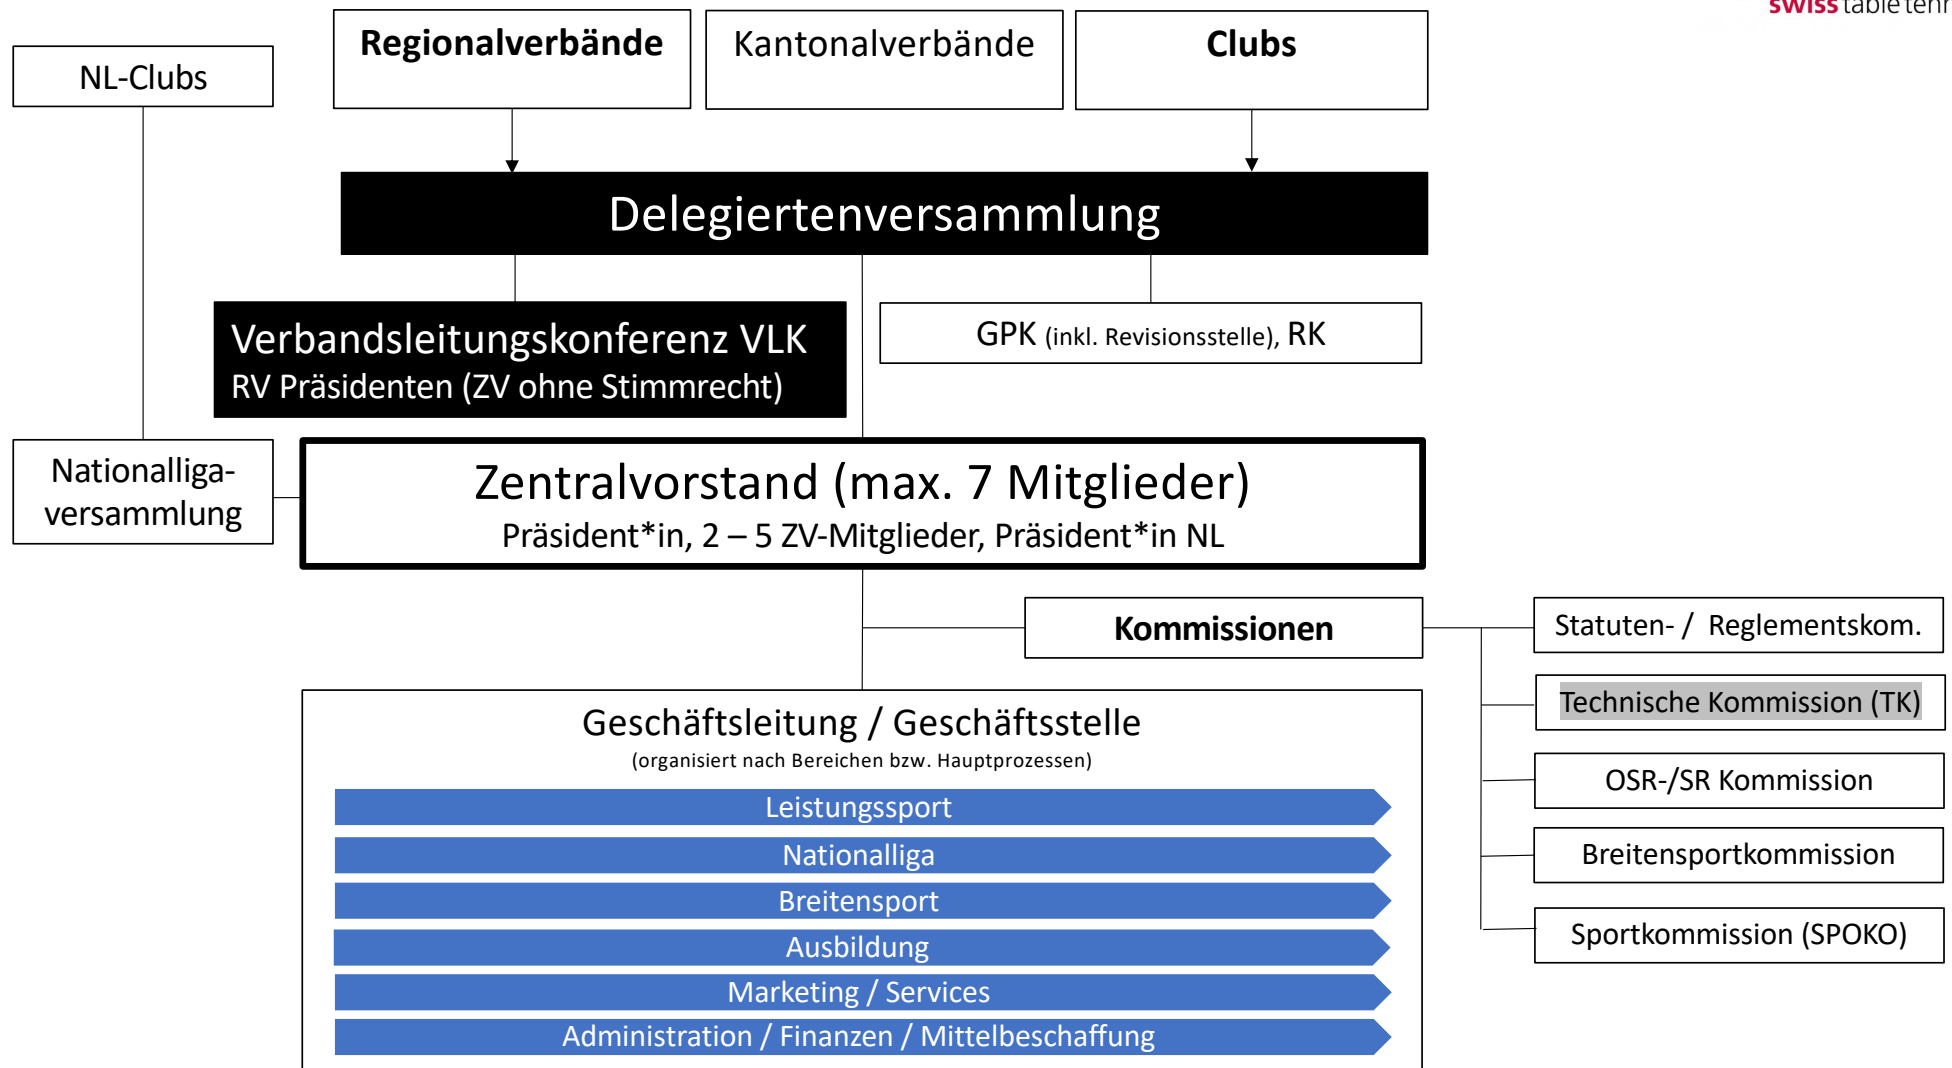 swiss table
NL-Clubs
Regionalverbände
Kantonalverbände
Clubs
Delegiertenversammlung
Verbandsleitungskonferenz VLK
RV Präsidenten (ZV ohne Stimmrecht)
GPK (inkl. Revisionsstelle), RK
Nationalliga-
versammlung
Zentralvorstand (max. 7 Mitglieder)
Präsident*in, 2 – 5 ZV-Mitglieder, Präsident*in NL
Kommissionen
Statuten- / Reglementskom.
Technische Kommission (TK)
OSR-/SR Kommission
Breitensportkommission
Sportkommission (SPOKO)
Geschäftsleitung / Geschäftsstelle
(organisiert nach Bereichen bzw. Hauptprozessen)
Leistungssport
Nationalliga
Breitensport
Ausbildung
Marketing / Services
Administration / Finanzen / Mittelbeschaffung